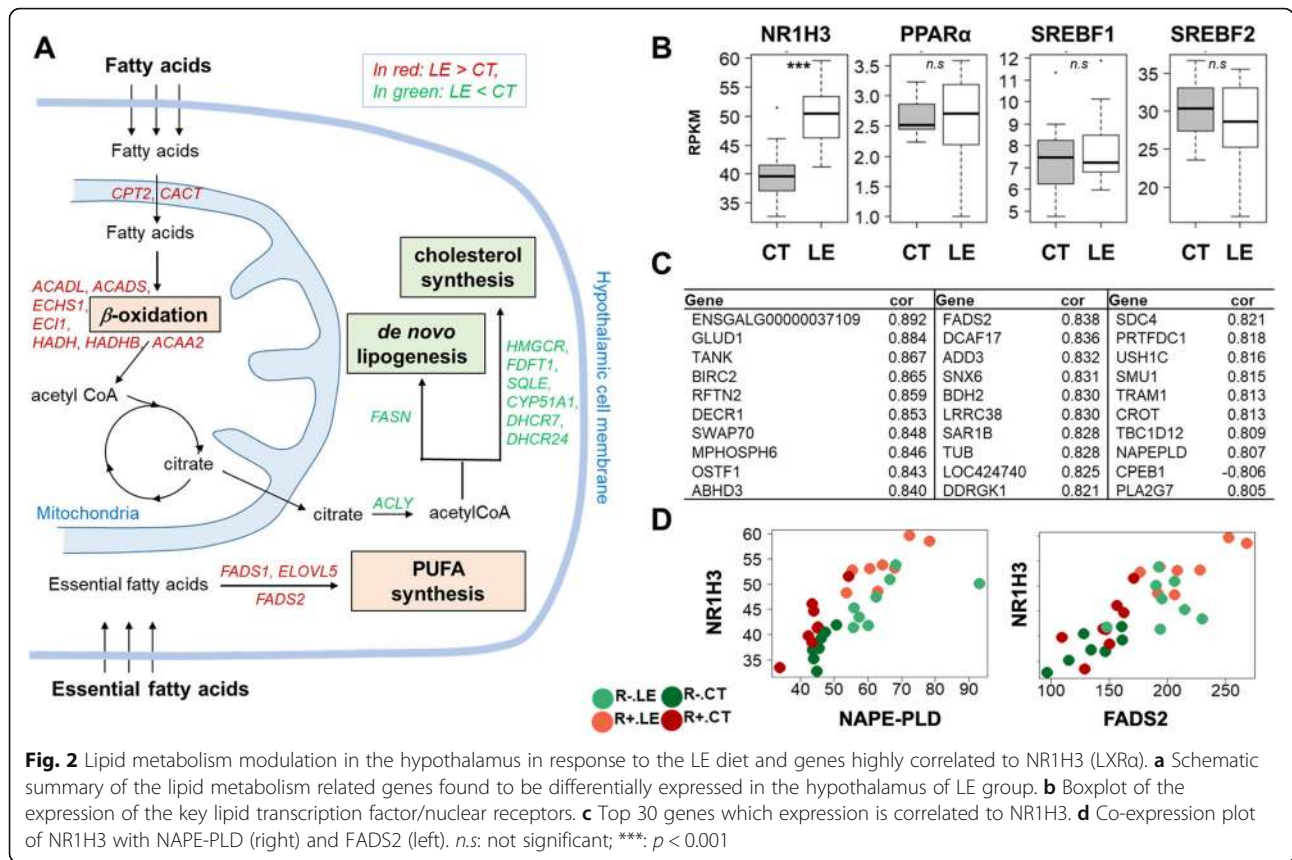 A
Fatty acids
In red: LE > CT,
In green: LE < CT
Fatty acids
CPT2, CACT
Fatty acids
ACADL, ACADS,
ECHS1,
ECI1,
HADH, HADHB, ACAA2
β-oxidation
acetyl CoA
citrate
Mitochondria
citrate
ACLY
acetylCoA
FASN
de novo
lipogenesis
cholesterol
synthesis
HMGCR,
FDFT1,
SQLE,
CYP51A1,
DHCR7,
DHCR24
Hypothalamic cell membrane
Essential fatty acids
FADS1, ELOVL5
FADS2
PUFA
synthesis
Essential fatty acids
B
NR1H3 PPARα SREBF1 SREBF2
*** n.s n.s n.s
RPKM
60 55 50 45 40 35
3.5 3.0 2.5 2.0 1.5 1.0
12 11 10 9 8 7 6 5
35 30 25 20
CT LE CT LE CT LE CT LE
C
Gene cor Gene cor Gene cor
ENSGALG00000037109 0.892 FADS2 0.838 SDC4 0.821
GLUD1 0.884 DCAF17 0.836 PRTFDC1 0.818
TANK 0.867 ADD3 0.832 USH1C 0.816
BIRC2 0.865 SNX6 0.831 SMU1 0.815
RFTN2 0.859 BDH2 0.830 TRAM1 0.813
DECR1 0.853 LRRC38 0.830 CROT 0.813
SWAP70 0.848 SAR1B 0.828 TBC1D12 0.809
MPHOSPH6 0.846 TUB 0.828 NAPEPLD 0.807
OSTF1 0.843 LOC424740 0.825 CPEB1 -0.806
ABHD3 0.840 DDRGK1 0.821 PLA2G7 0.805
D
NR1H3
60 55 50 45 40 35
40 50 60 70 80 90
NAPE-PLD
NR1H3
100 150 200 250
FADS2
R-.LE R-.CT
R+.LE R+.CT
Fig. 2 Lipid metabolism modulation in the hypothalamus in response to the LE diet and genes highly correlated to NR1H3 (LXRα). a Schematic
summary of the lipid metabolism related genes found to be differentially expressed in the hypothalamus of LE group. b Boxplot of the
expression of the key lipid transcription factor/nuclear receptors. c Top 30 genes which expression is correlated to NR1H3. d Co-expression plot
of NR1H3 with NAPE-PLD (right) and FADS2 (left). n.s: not significant; ***: p < 0.001